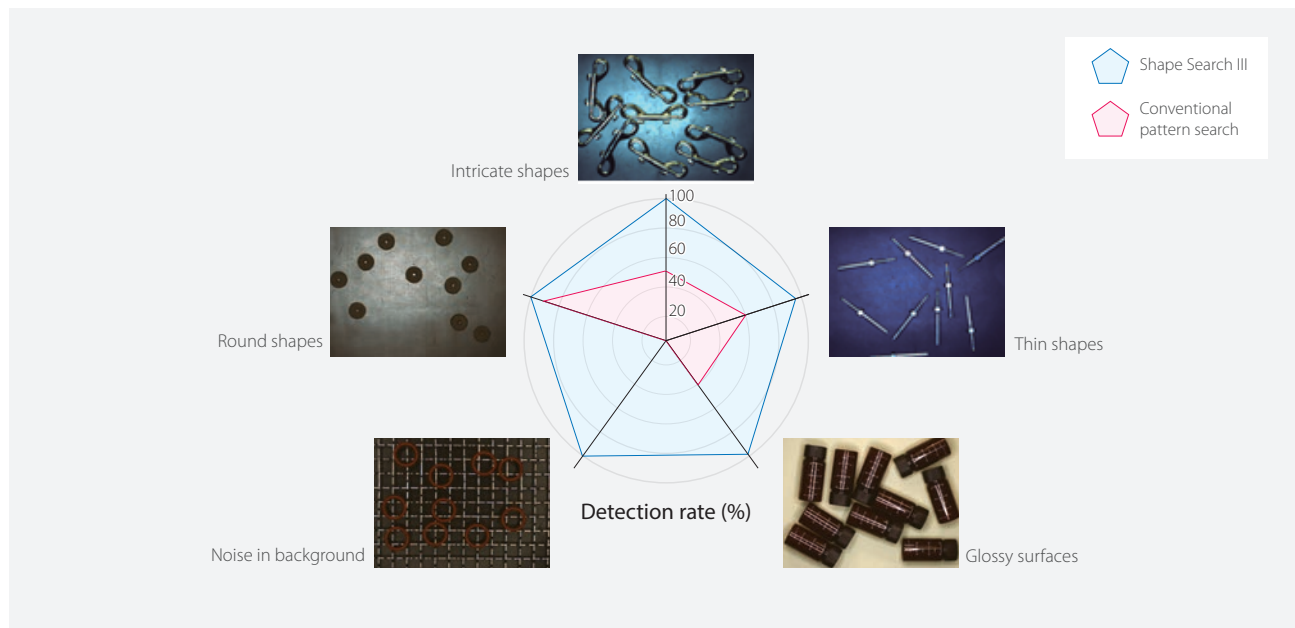 Shape Search III
Conventional
pattern search
Intricate shapes
100
80
60
40
20
Round shapes
Thin shapes
Detection rate (%)
Noise in background
Glossy surfaces